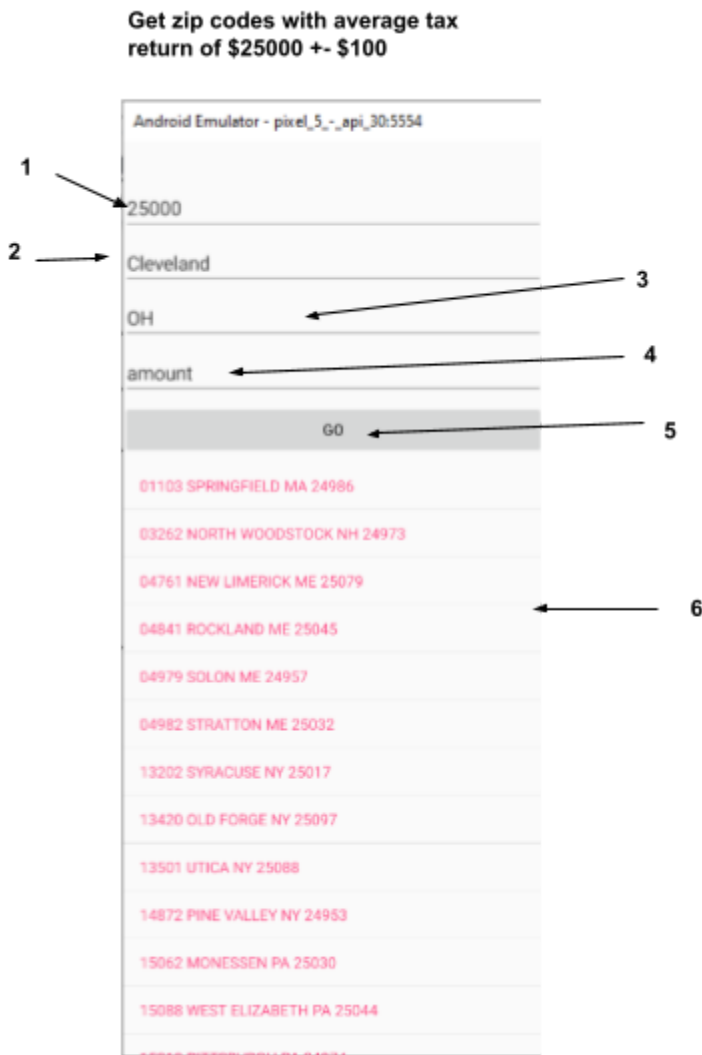 Get zip codes with average tax
return of $25000 +- $100
Android Emulator - pixel_5_-_api_30:5554
1
25000
2
Cleveland
3
OH
4
amount
GO
5
01103 SPRINGFIELD MA 24986
03262 NORTH WOODSTOCK NH 24973
04761 NEW LIMERICK ME 25079
6
04841 ROCKLAND ME 25045
04979 SOLON ME 24957
04982 STRATTON ME 25032
13202 SYRACUSE NY 25017
13420 OLD FORGE NY 25097
13501 UTICA NY 25088
14872 PINE VALLEY NY 24953
15062 MONESSEN PA 25030
15088 WEST ELIZABETH PA 25044